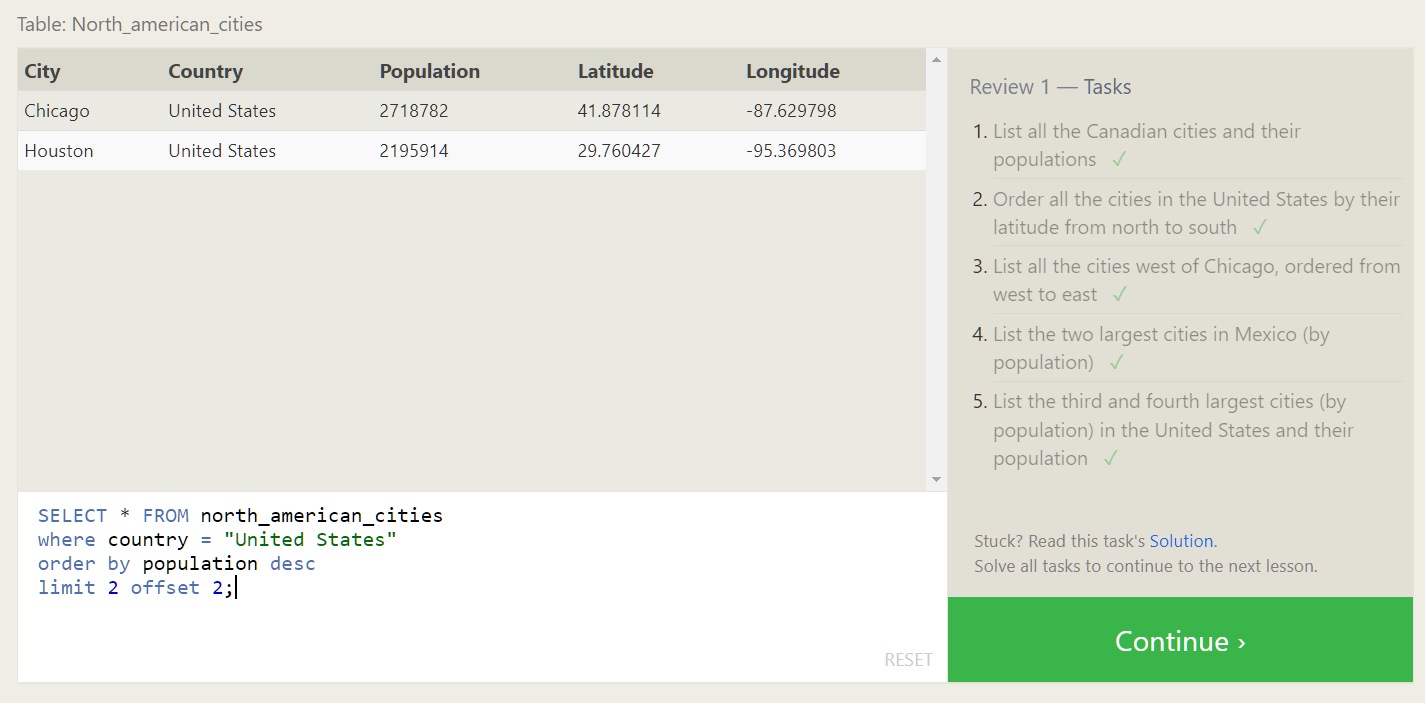 Table: North_american_cities
City Country Population Latitude Longitude
Chicago United States 2718782 41.878114 -87.629798
Houston United States 2195914 29.760427 -95.369803
SELECT * FROM north_american_cities
where country = "United States"
order by population desc
limit 2 offset 2;
RESET
Review 1 — Tasks
1. List all the Canadian cities and their
populations ✓
2. Order all the cities in the United States by their
latitude from north to south ✓
3. List all the cities west of Chicago, ordered from
west to east ✓
4. List the two largest cities in Mexico (by
population) ✓
5. List the third and fourth largest cities (by
population) in the United States and their
population ✓
Stuck? Read this task's Solution.
Solve all tasks to continue to the next lesson.
Continue ›